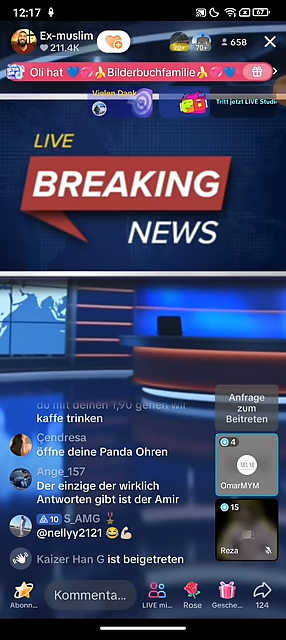 12:17
67
Ex-muslim
211.4K
70+
70+
658
Oli hat 💙💫🍌Bilderbuchfamilie🍌💫💙
Vielen Dank
Tritt jetzt LIVE Studio
LIVE
BREAKING
NEWS
du mit deinen 1,90 gehen wir
kaffe trinken
Çendresa
öffne deine Panda Ohren
Ange_157
Der einzige der wirklich
Antworten gibt ist der Amir
10 S_AMG 🎖️
@nellyy2121 😂💪🏼
Kaizer Han G ist beigetreten
Anfrage
zum
Beitreten
4
MYM
OmarMYM
15
Reza
Abonn...
Kommenta...
LIVE mi...
Rose
Gesche...
124